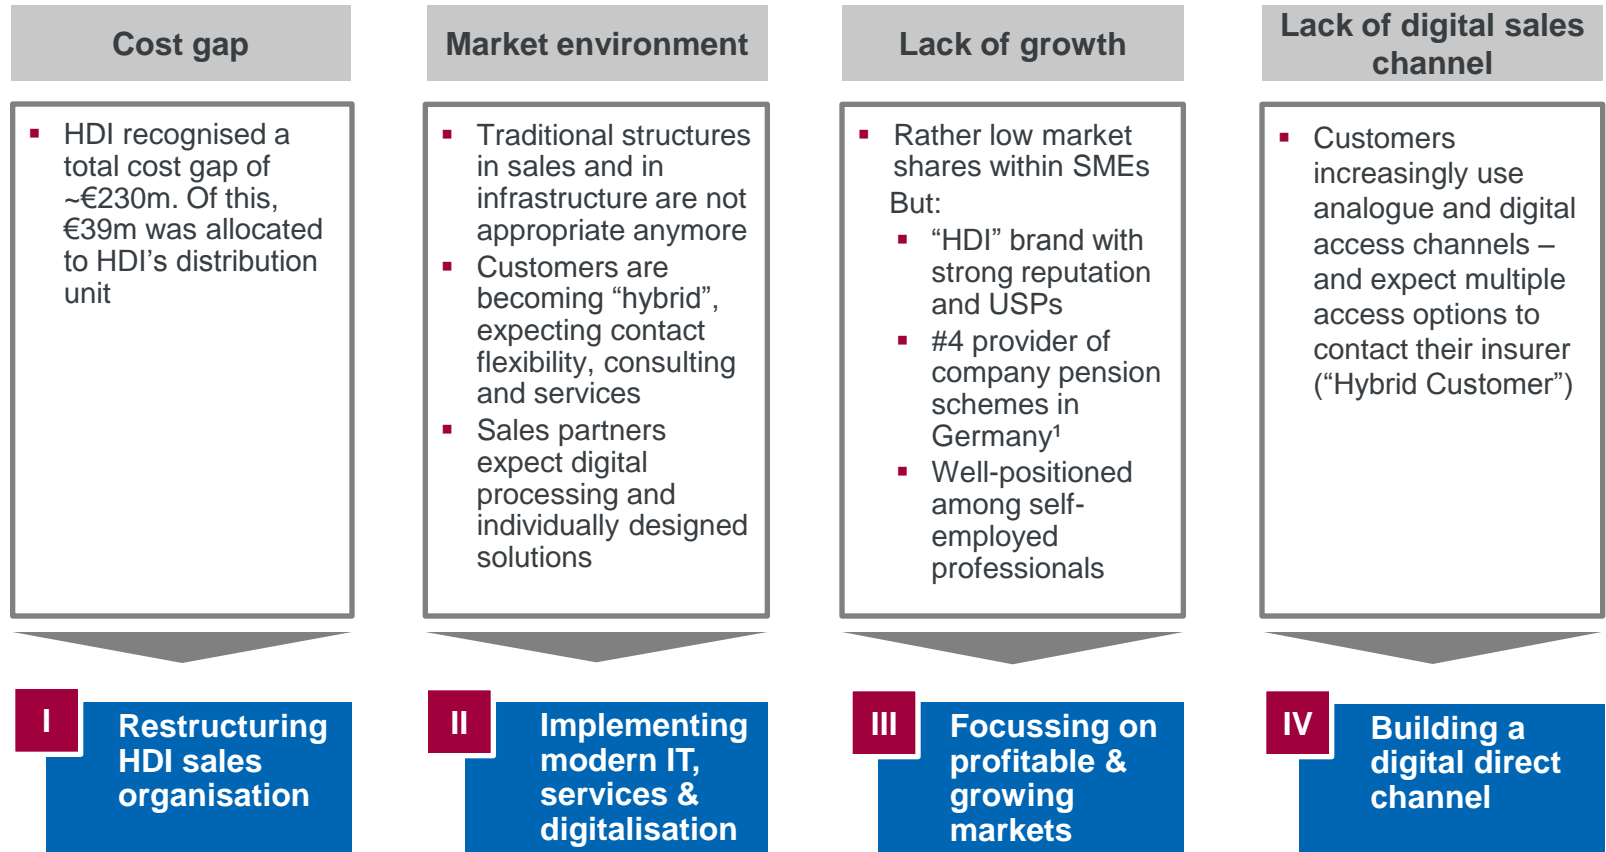 Cost gap
▪ HDI recognised a
total cost gap of
~€230m. Of this,
€39m was allocated
to HDI’s distribution
unit
I
Restructuring
HDI sales
organisation
Market environment
▪ Traditional structures
in sales and in
infrastructure are not
appropriate anymore
▪ Customers are
becoming “hybrid”,
expecting contact
flexibility, consulting
and services
▪ Sales partners
expect digital
processing and
individually designed
solutions
II
Implementing
modern IT,
services &
digitalisation
Lack of growth
▪ Rather low market
shares within SMEs
But:
▪ “HDI” brand with
strong reputation
and USPs
▪ #4 provider of
company pension
schemes in
Germany¹
▪ Well-positioned
among self-
employed
professionals
III
Focussing on
profitable &
growing
markets
Lack of digital sales
channel
▪ Customers
increasingly use
analogue and digital
access channels –
and expect multiple
access options to
contact their insurer
(“Hybrid Customer”)
IV
Building a
digital direct
channel